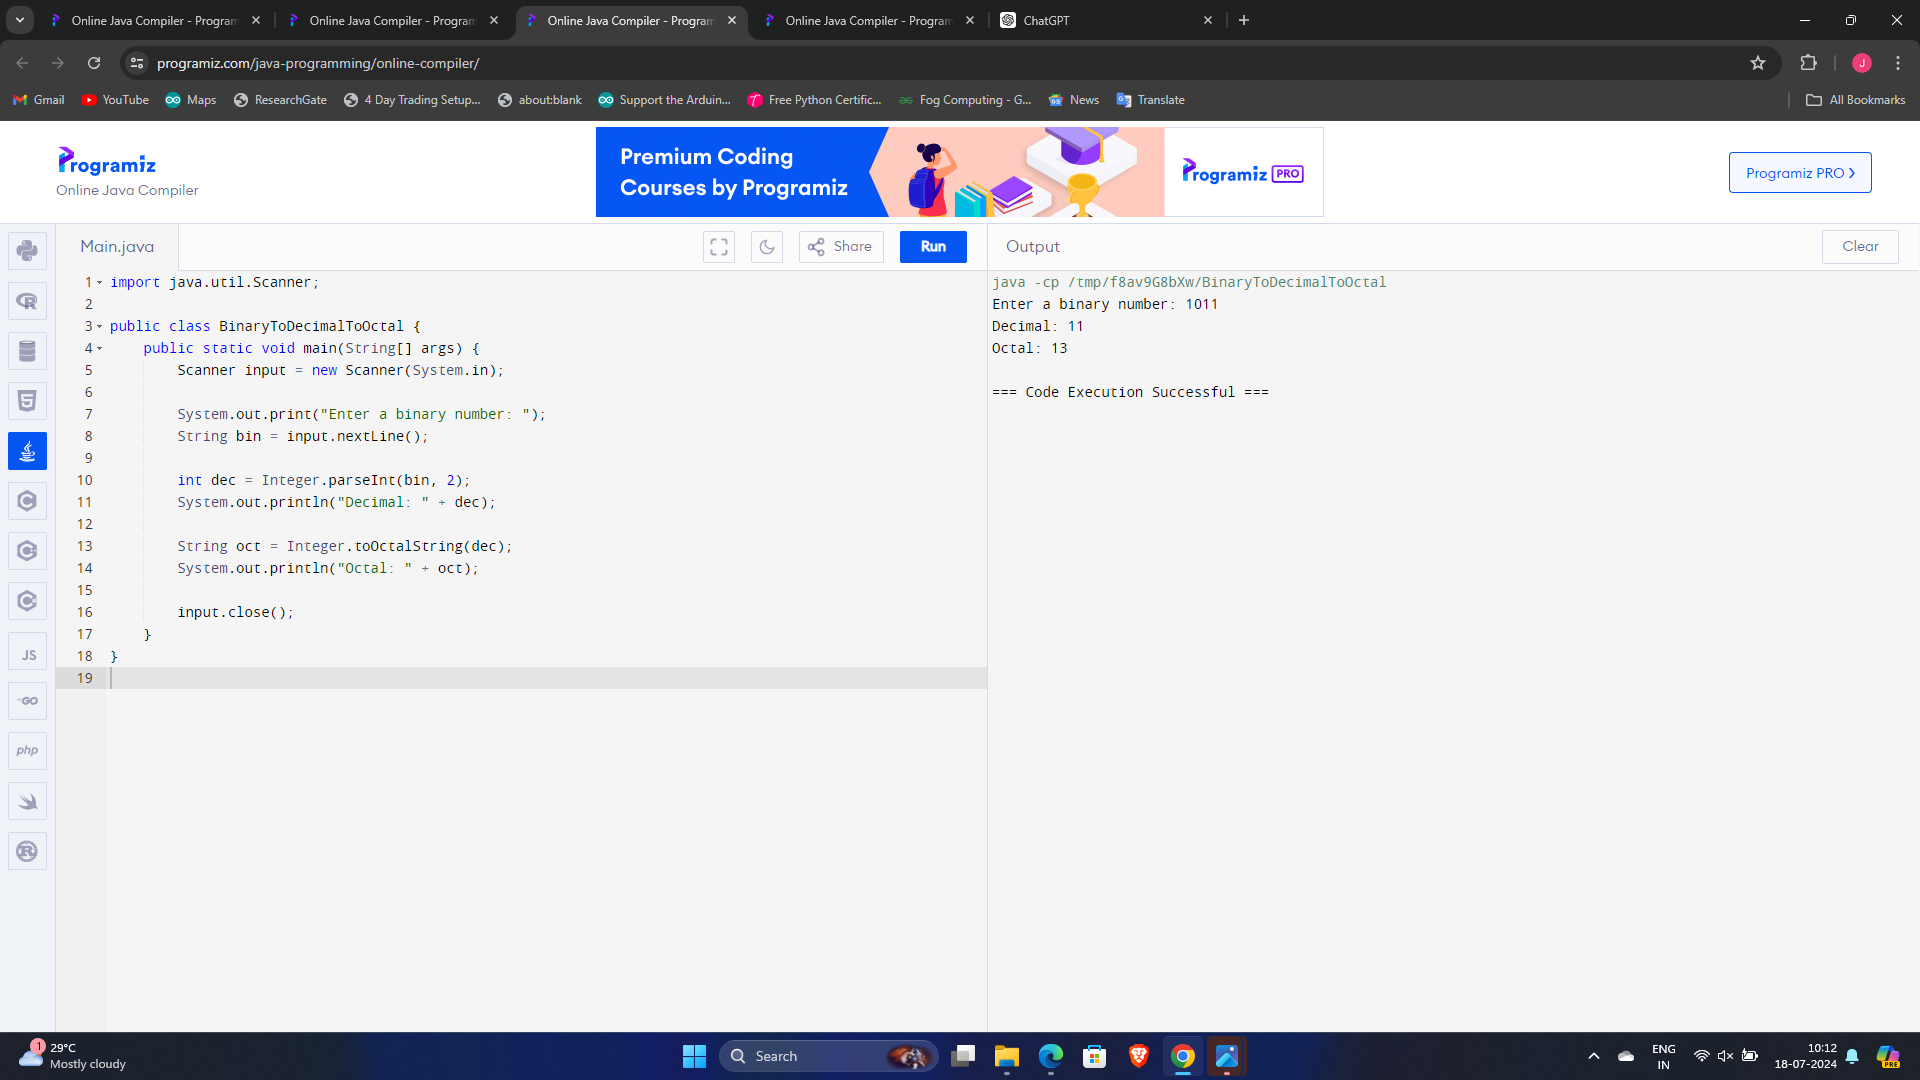 Online Java Compiler - Program
Online Java Compiler - Program
Online Java Compiler - Program
Online Java Compiler - Program
ChatGPT
programiz.com/java-programming/online-compiler/
J
Gmail
YouTube
Maps
ResearchGate
4 Day Trading Setup...
about:blank
Support the Arduin...
Free Python Certific...
Fog Computing - G...
News
Translate
All Bookmarks
Programiz
Online Java Compiler
Premium Coding
Courses by Programiz
Programiz PRO
Programiz PRO ›
Main.java
Share
Run
Output
Clear
1 import java.util.Scanner;
2
3 public class BinaryToDecimalToOctal {
4     public static void main(String[] args) {
5         Scanner input = new Scanner(System.in);
6
7         System.out.print("Enter a binary number: ");
8         String bin = input.nextLine();
9
10         int dec = Integer.parseInt(bin, 2);
11         System.out.println("Decimal: " + dec);
12
13         String oct = Integer.toOctalString(dec);
14         System.out.println("Octal: " + oct);
15
16         input.close();
17     }
18 }
19
java -cp /tmp/f8av9G8bXw/BinaryToDecimalToOctal
Enter a binary number: 1011
Decimal: 11
Octal: 13
=== Code Execution Successful ===
JS
GO
php
1
29°C
Mostly cloudy
Search
ENG
IN
10:12
18-07-2024
PRE